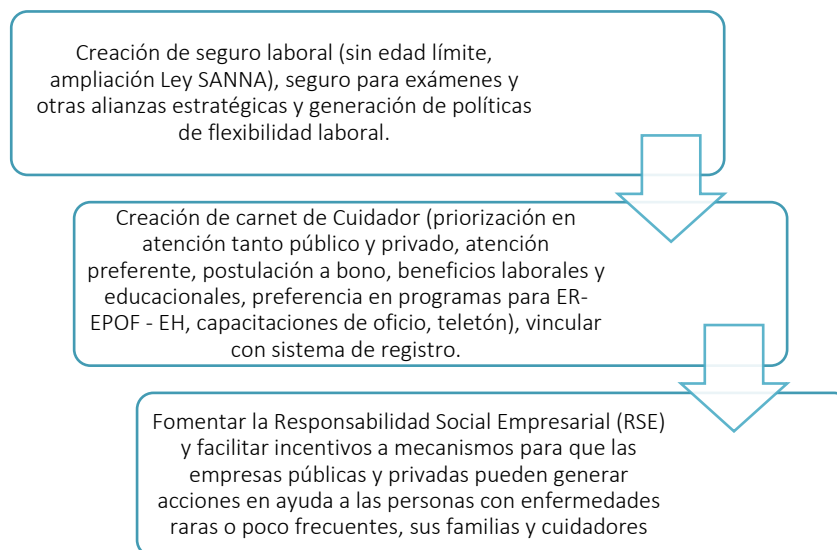 Creación de seguro laboral (sin edad límite,
ampliación Ley SANNA), seguro para exámenes y
otras alianzas estratégicas y generación de políticas
de flexibilidad laboral.
Creación de carnet de Cuidador (priorización en
atención tanto público y privado, atención
preferente, postulación a bono, beneficios laborales y
educacionales, preferencia en programas para ER-
EPOF - EH, capacitaciones de oficio, teletón), vincular
con sistema de registro.
Fomentar la Responsabilidad Social Empresarial (RSE)
y facilitar incentivos a mecanismos para que las
empresas públicas y privadas pueden generar
acciones en ayuda a las personas con enfermedades
raras o poco frecuentes, sus familias y cuidadores